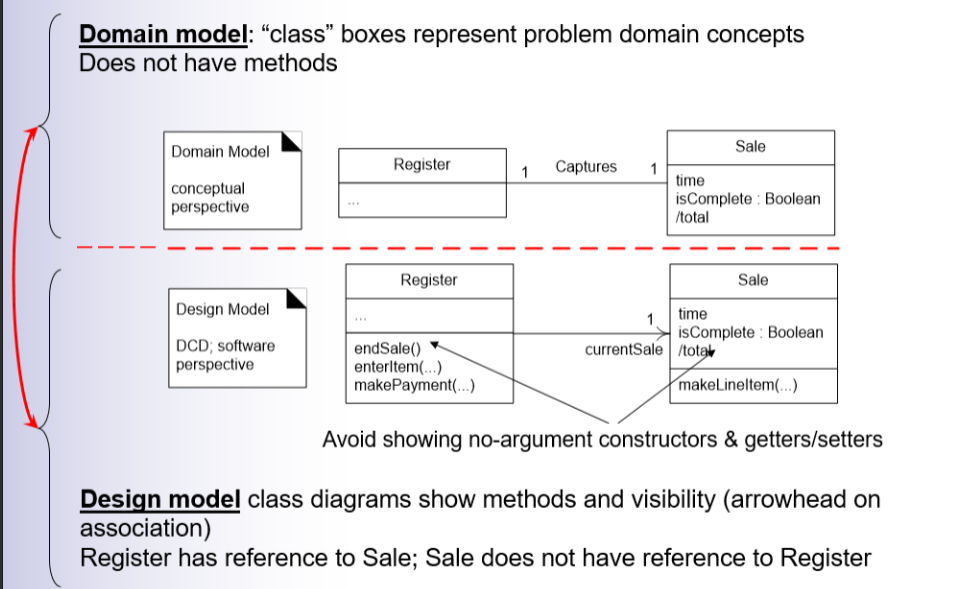 Domain model: “class” boxes represent problem domain concepts
Does not have methods
Domain Model
conceptual
perspective
Register
...
1
Captures
1
Sale
time
isComplete : Boolean
/total
Design Model
DCD; software
perspective
Register
...
endSale()
enterItem(...)
makePayment(...)
1
currentSale
Sale
time
isComplete : Boolean
/total
makeLineItem(...)
Avoid showing no-argument constructors & getters/setters
Design model class diagrams show methods and visibility (arrowhead on
association)
Register has reference to Sale; Sale does not have reference to Register